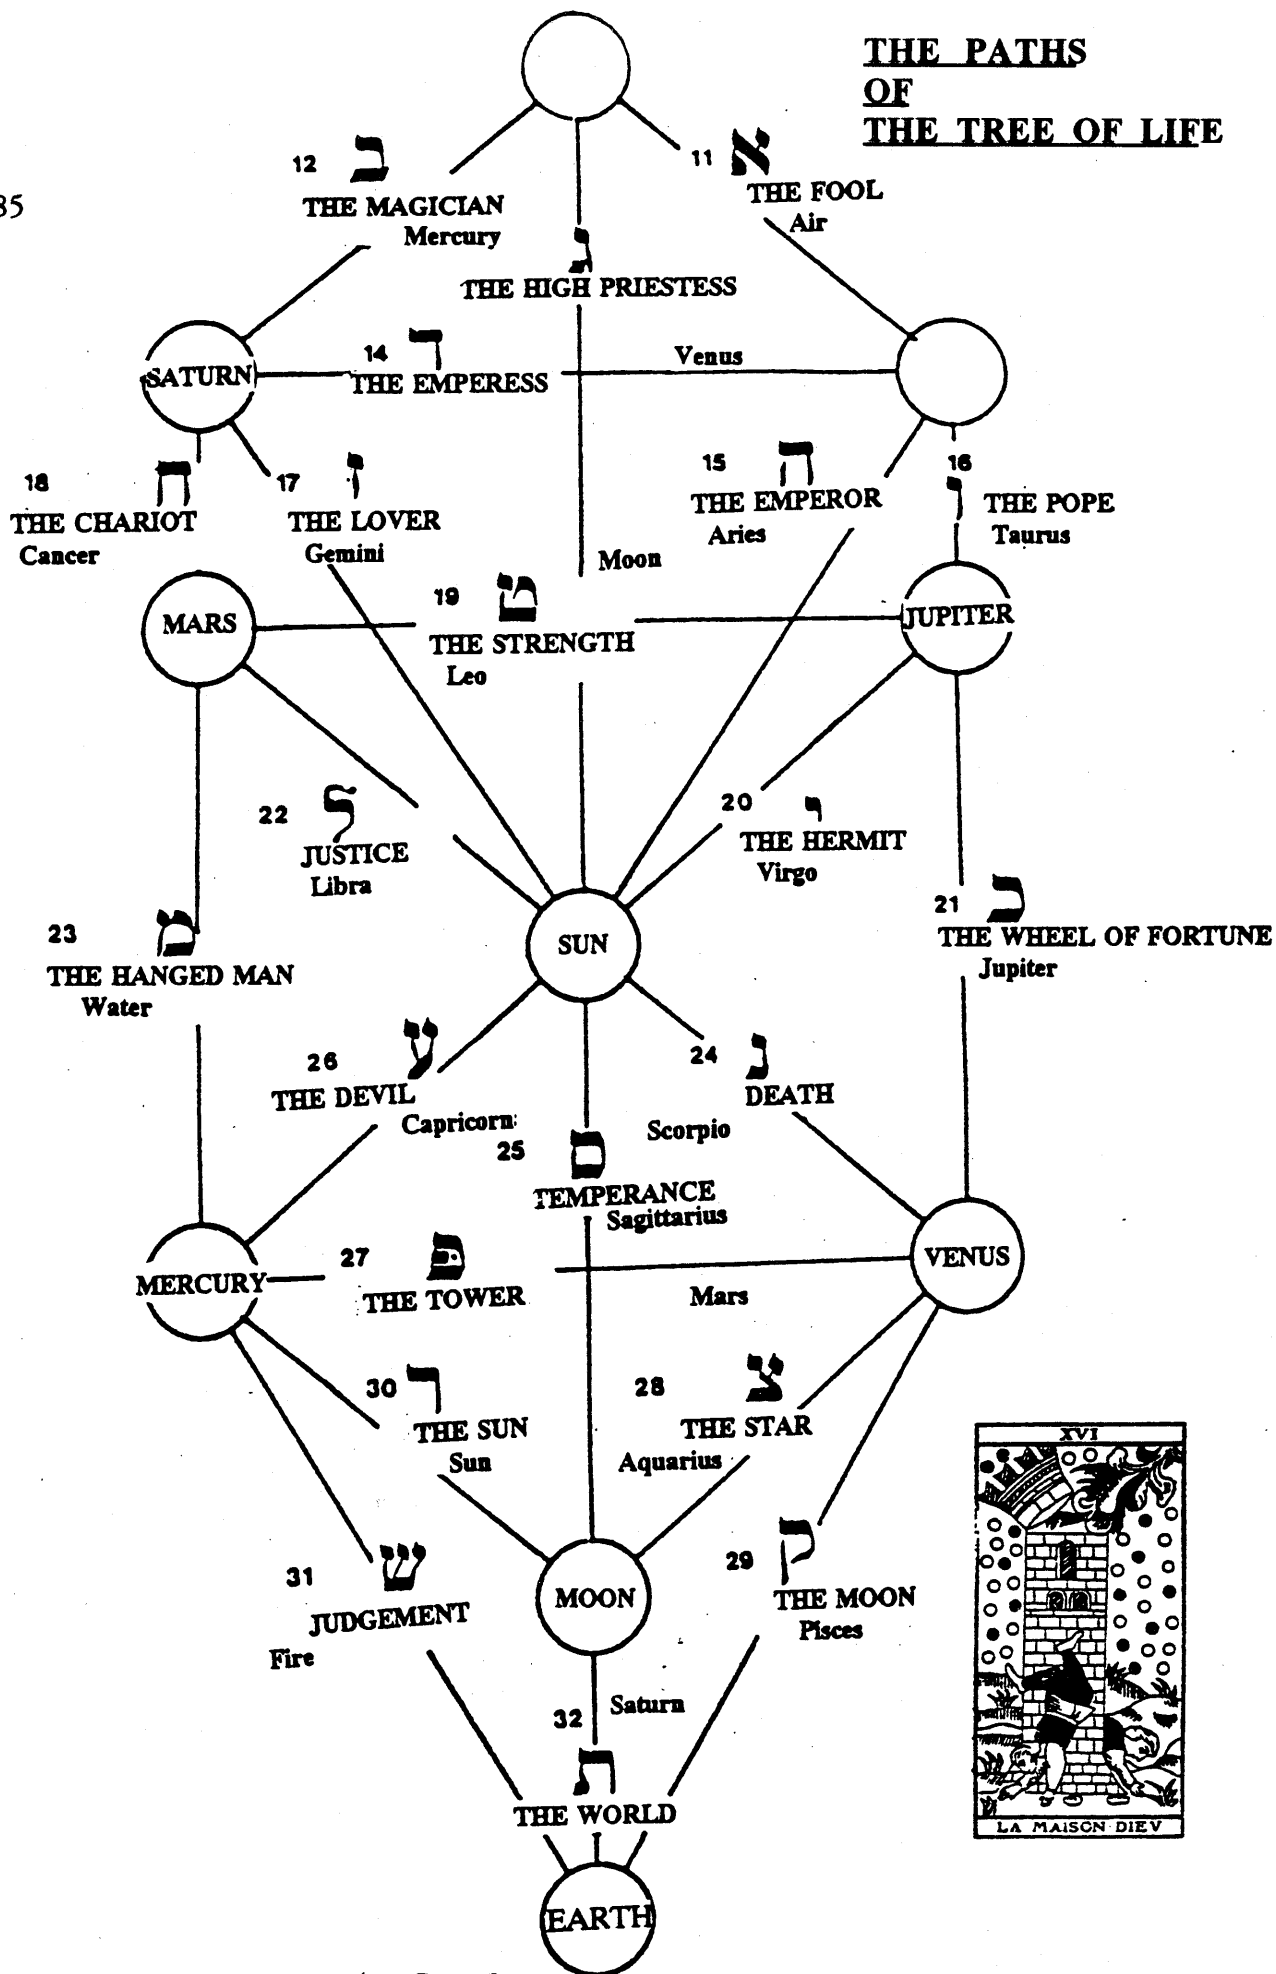 THE PATHS
OF
THE TREE OF LIFE
12 ב
11 א
THE MAGICIAN
Mercury
THE FOOL
Air
85
ג
THE HIGH PRIESTESS
SATURN
14 ד
THE EMPERESS
Venus
18 ח
THE CHARIOT
Cancer
17 ז
THE LOVER
Gemini
15
THE EMPEROR
Aries
16
THE POPE
Taurus
Moon
MARS
19 ט
THE STRENGTH
Leo
JUPITER
22 ל
JUSTICE
Libra
20 י
THE HERMIT
Virgo
23 מ
THE HANGED MAN
Water
SUN
21 כ
THE WHEEL OF FORTUNE
Jupiter
26
THE DEVIL
Capricorn
24 נ
DEATH
Scorpio
25
ס
TEMPERANCE
Sagittarius
MERCURY
27 פּ
THE TOWER
Mars
VENUS
30 ר
THE SUN
Sun
28 צ
THE STAR
Aquarius
31 ש
JUDGEMENT
Fire
MOON
29 ק
THE MOON
Pisces
Saturn
32
ת
THE WORLD
EARTH
XVI
LA MAISON DIEV